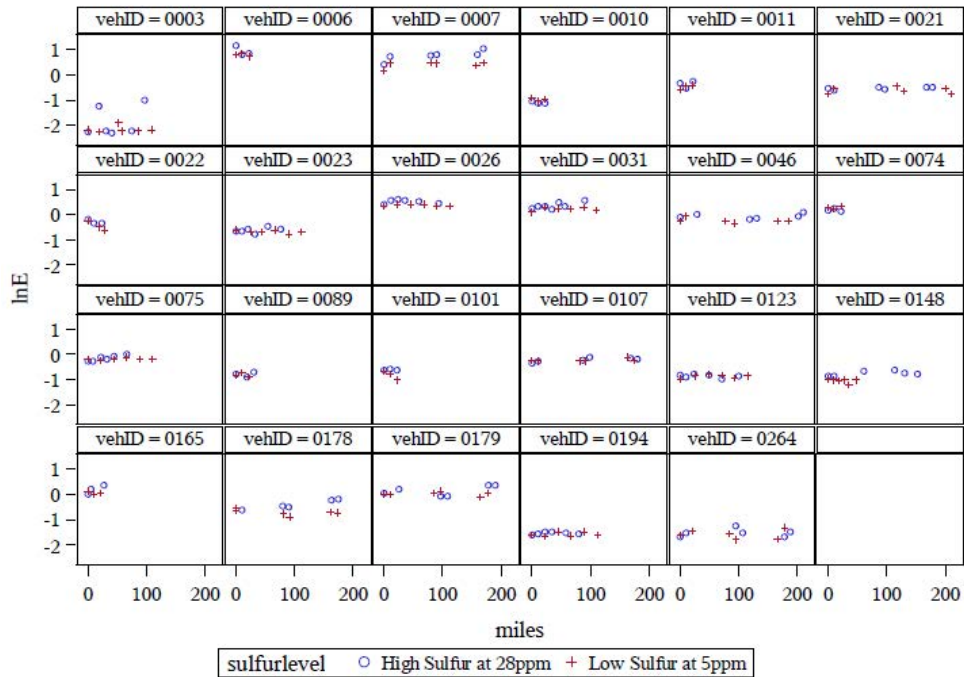 vehID = 0003 vehID = 0006 vehID = 0007 vehID = 0010 vehID = 0011 vehID = 0021
1
0
-1
-2
vehID = 0022 vehID = 0023 vehID = 0026 vehID = 0031 vehID = 0046 vehID = 0074
1
0
-1
-2
lnE
vehID = 0075 vehID = 0089 vehID = 0101 vehID = 0107 vehID = 0123 vehID = 0148
1
0
-1
-2
vehID = 0165 vehID = 0178 vehID = 0179 vehID = 0194 vehID = 0264
1
0
-1
-2
0 100 200 0 100 200 0 100 200 0 100 200 0 100 200 0 100 200
miles
sulfurlevel High Sulfur at 28ppm Low Sulfur at 5ppm